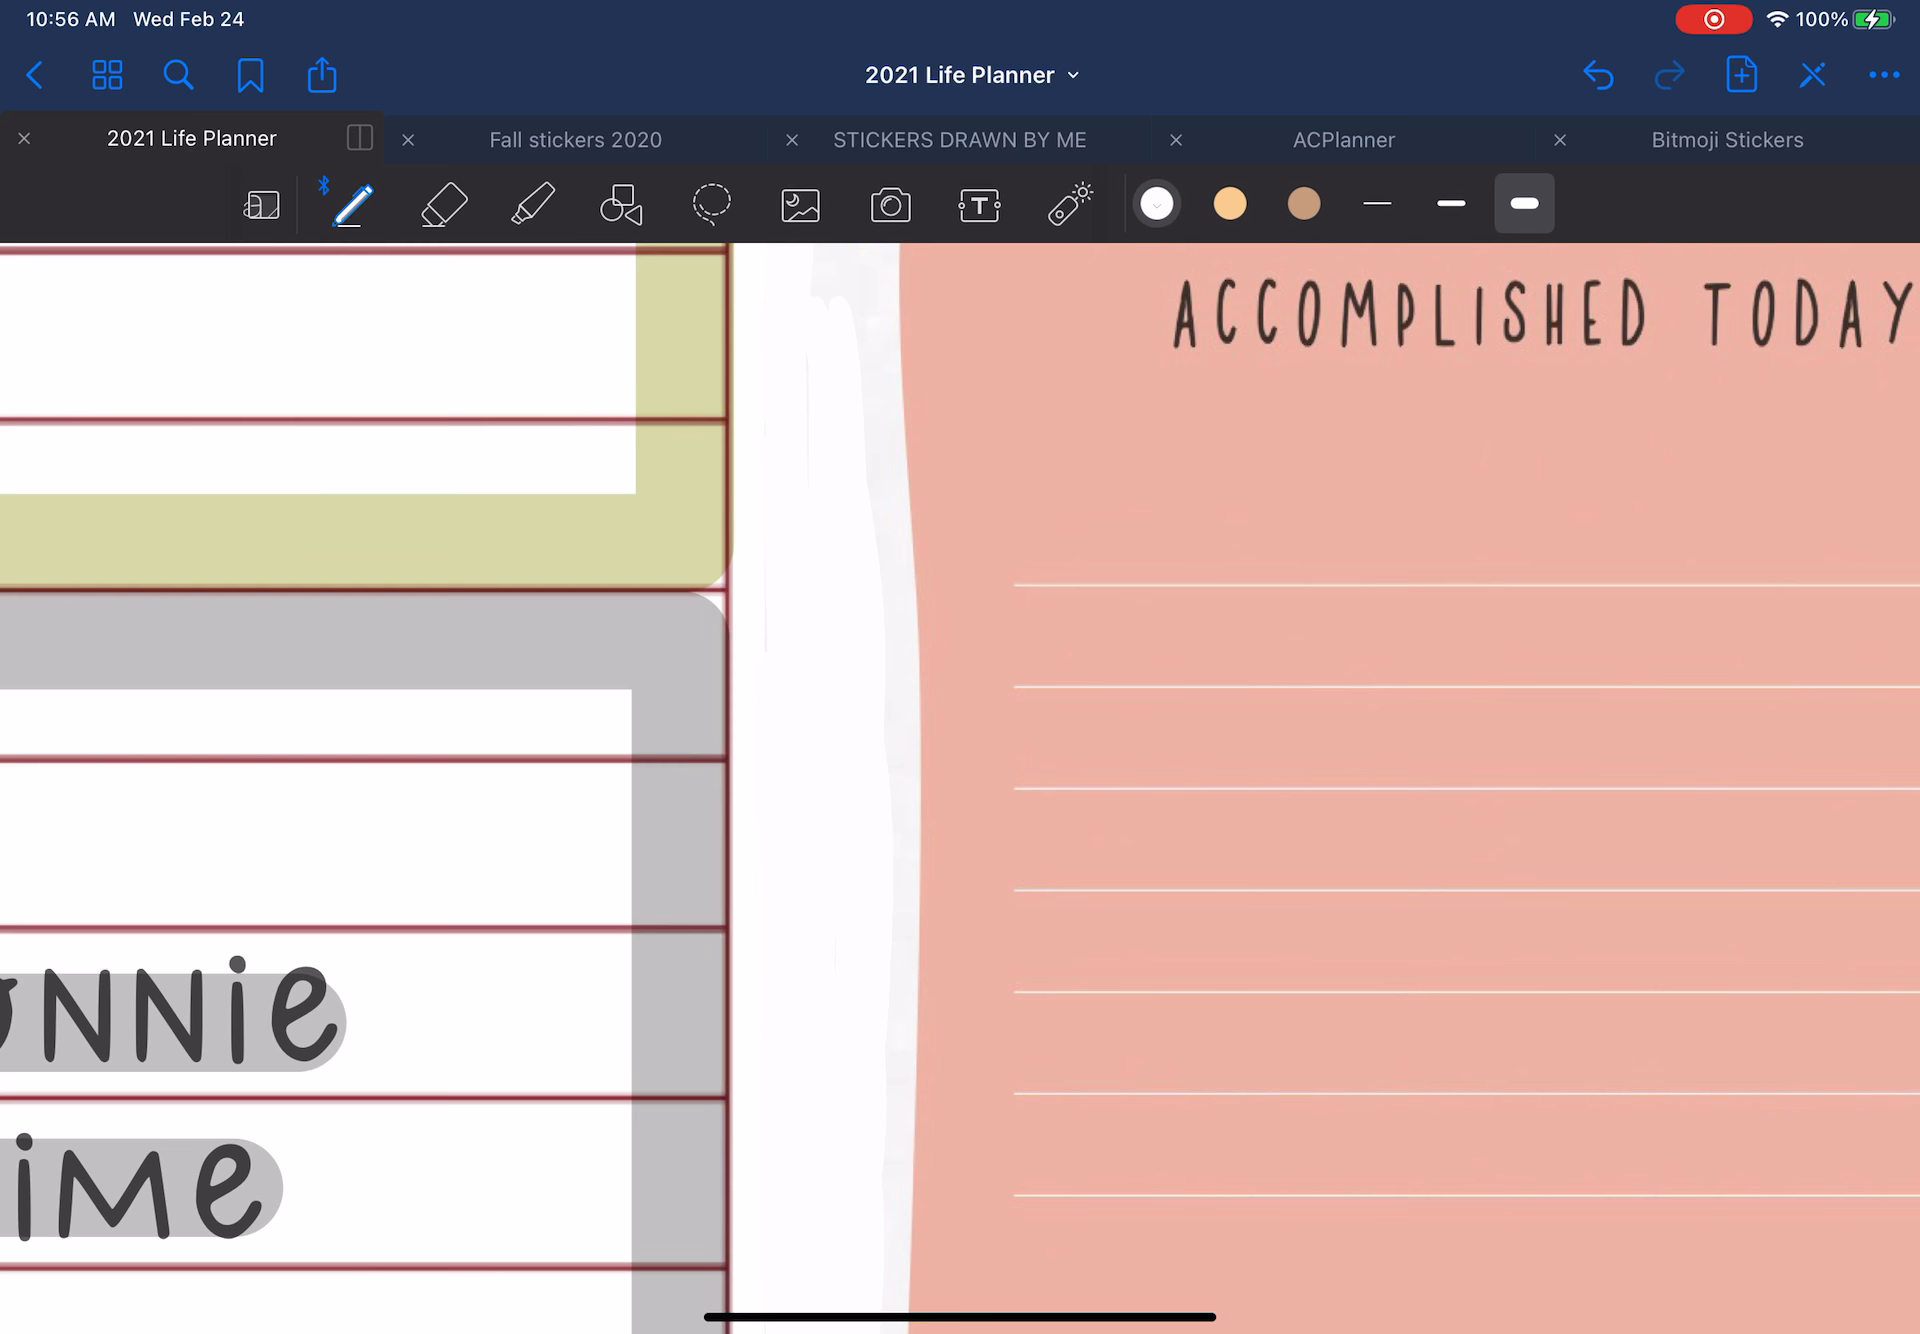 10:56 AM Wed Feb 24 100%
2021 Life Planner
2021 Life Planner Fall stickers 2020 STICKERS DRAWN BY ME ACPlanner Bitmoji Stickers
ACCOMPLISHED TODAY
NNie
iMe